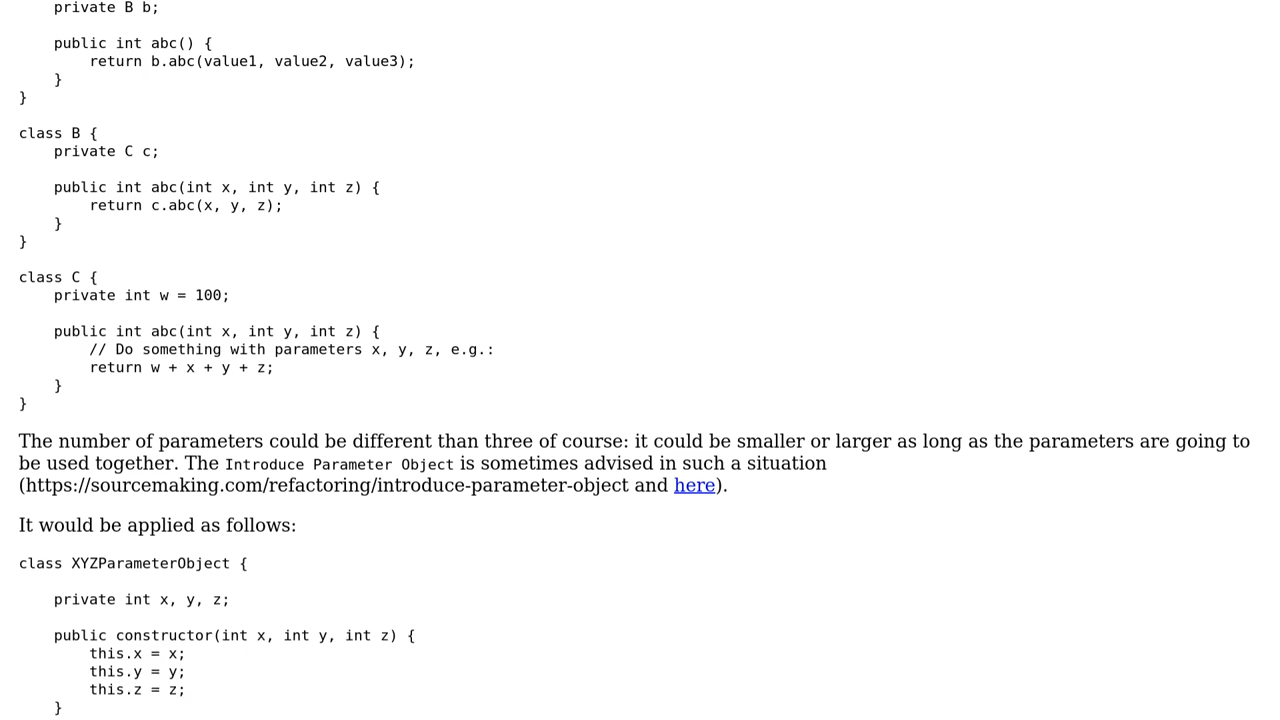 private B b;

    public int abc() {
        return b.abc(value1, value2, value3);
    }
}

class B {
    private C c;

    public int abc(int x, int y, int z) {
        return c.abc(x, y, z);
    }
}

class C {
    private int w = 100;

    public int abc(int x, int y, int z) {
        // Do something with parameters x, y, z, e.g.:
        return w + x + y + z;
    }
}

The number of parameters could be different than three of course: it could be smaller or larger as long as the parameters are going to
be used together. The Introduce Parameter Object is sometimes advised in such a situation
(https://sourcemaking.com/refactoring/introduce-parameter-object and here).

It would be applied as follows:

class XYZParameterObject {

    private int x, y, z;

    public constructor(int x, int y, int z) {
        this.x = x;
        this.y = y;
        this.z = z;
    }